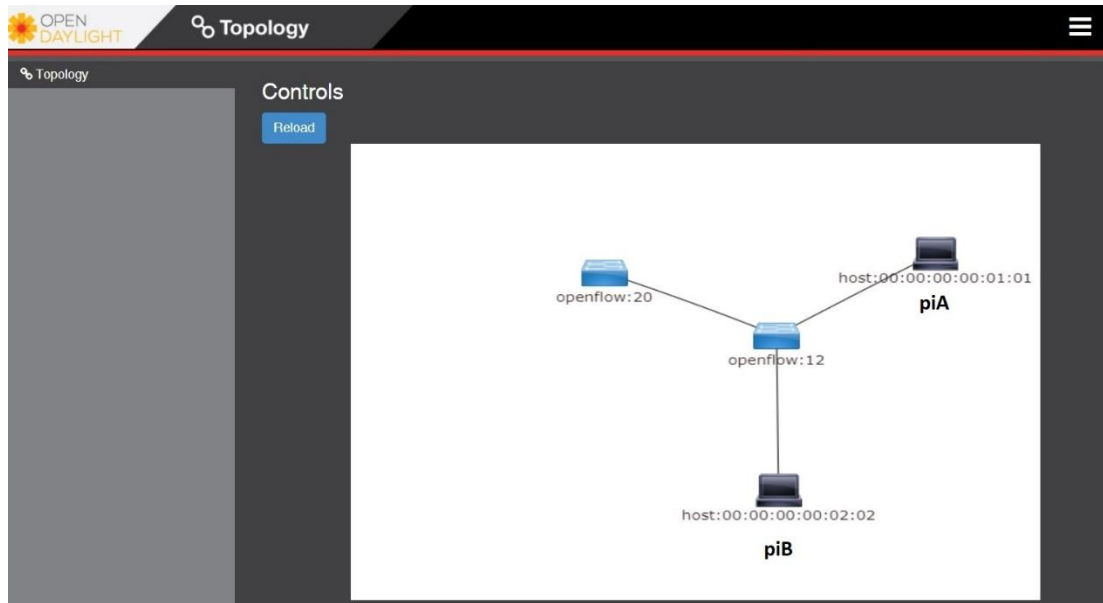 OPEN
DAYLIGHT
Topology
Topology
Controls
Reload
openflow:20
host:00:00:00:00:01:01
piA
openflow:12
host:00:00:00:00:02:02
piB